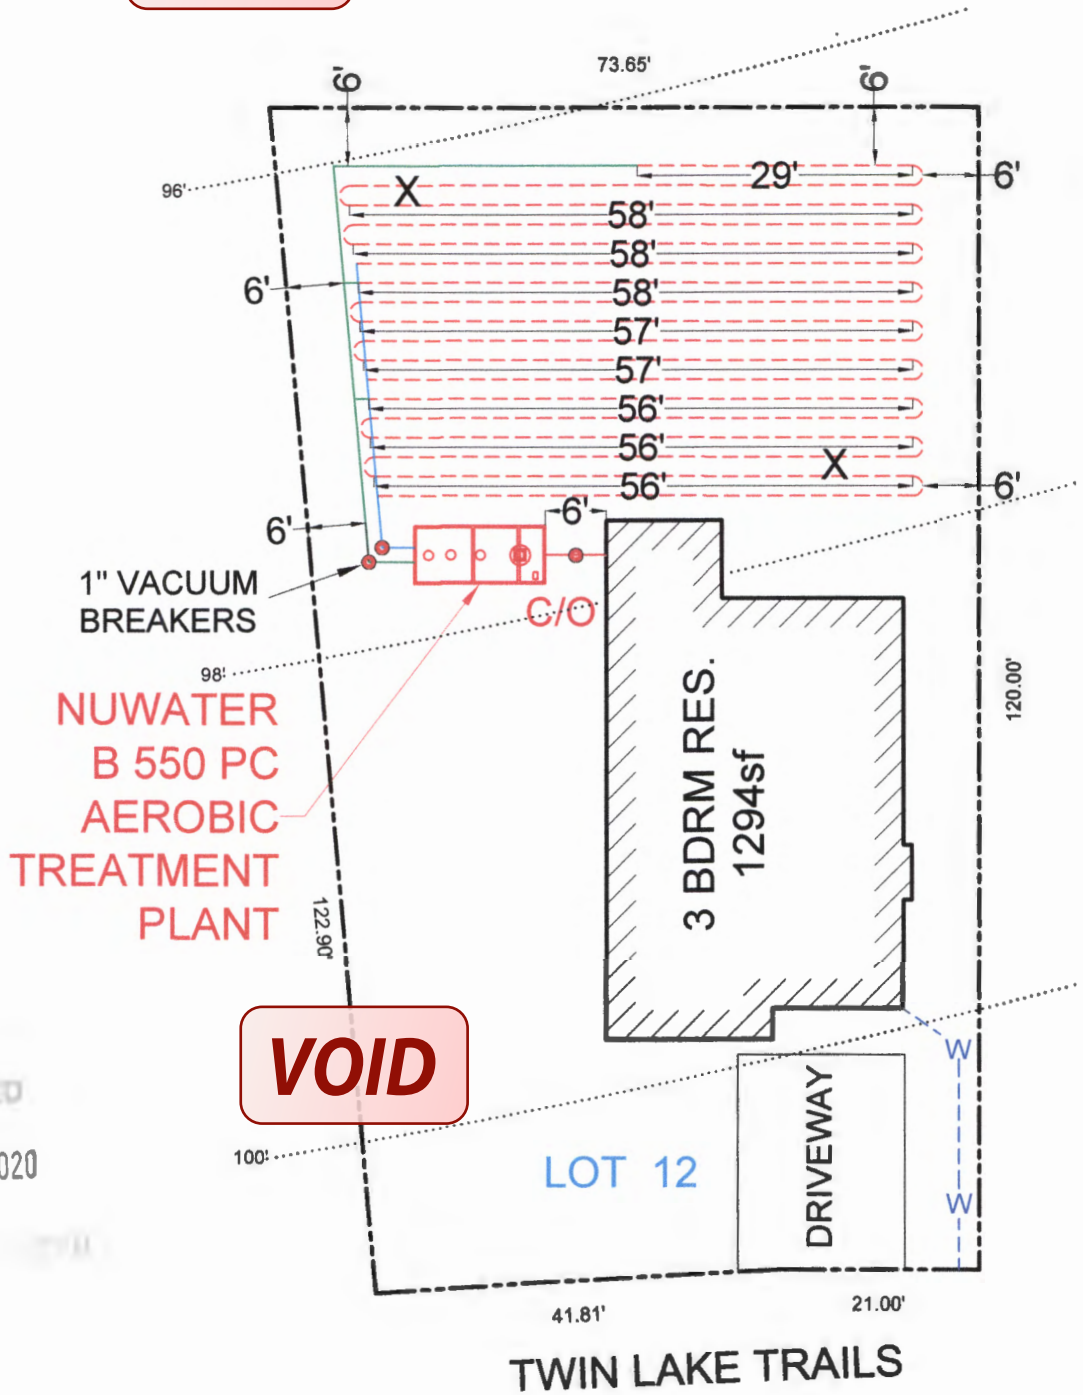 73.65'
6'
6'
96'
29'
6'
X
58'
58'
6'
58'
57'
57'
56'
56'
X
56'
6'
6'
6'
1" VACUUM
BREAKERS
C/O
98'
NUWATER
B 550 PC
AEROBIC
TREATMENT
PLANT
3 BDRM RES.
1294sf
120.00'
122.90'
VOID
W
100'
020
LOT 12
DRIVEWAY
W
41.81'
21.00'
TWIN LAKE TRAILS